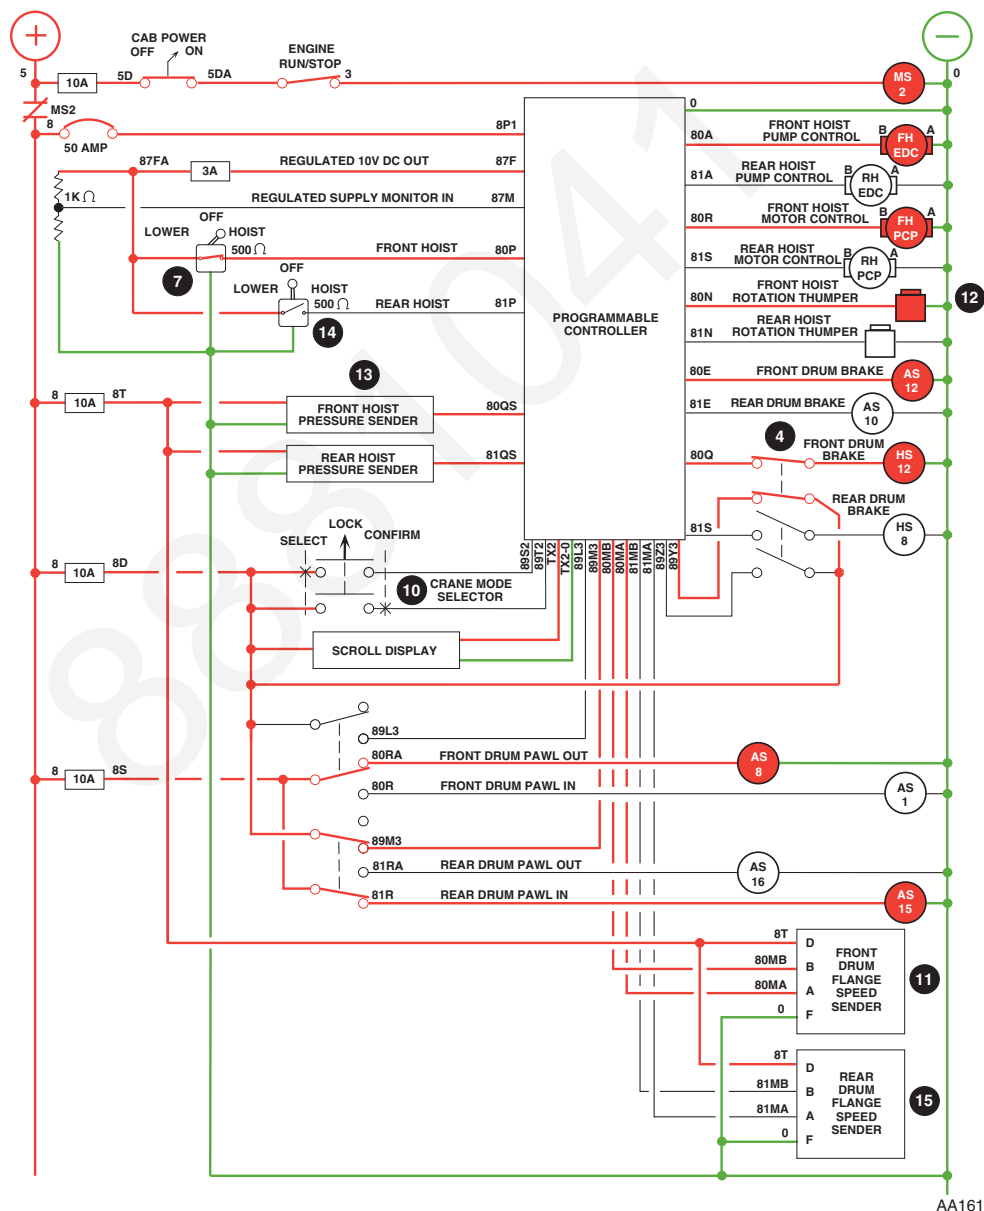 +
−
CAB POWER
OFF ON
ENGINE
RUN/STOP
5
10A
5D
5DA
3
MS
2
0
MS2
8
50 AMP
8P1
0
80A
FRONT HOIST
PUMP CONTROL
B
FH
EDC
A
87FA
3A
REGULATED 10V DC OUT
87F
81A
REAR HOIST
PUMP CONTROL
B
RH
EDC
A
1K Ω
REGULATED SUPPLY MONITOR IN
87M
80R
FRONT HOIST
MOTOR CONTROL
B
FH
PCP
A
OFF
LOWER
HOIST
500 Ω
FRONT HOIST
80P
7
81S
REAR HOIST
MOTOR CONTROL
B
RH
PCP
A
OFF
LOWER
HOIST
500 Ω
REAR HOIST
81P
14
PROGRAMMABLE
CONTROLLER
80N
FRONT HOIST
ROTATION THUMPER
12
81N
REAR HOIST
ROTATION THUMPER
13
80E
FRONT DRUM BRAKE
AS
12
8
10A
8T
FRONT HOIST
PRESSURE SENDER
80QS
81E
REAR DRUM BRAKE
AS
10
4
REAR HOIST
PRESSURE SENDER
81QS
80Q
FRONT DRUM
BRAKE
HS
12
REAR DRUM
BRAKE
81S
HS
8
LOCK
SELECT
CONFIRM
8
10A
8D
10
CRANE MODE
SELECTOR
89S2
89T2
TX2
TX2-0
89L3
89M3
80MB
80MA
81MB
81MA
89Z3
89Y3
SCROLL DISPLAY
89L3
80RA
FRONT DRUM PAWL OUT
AS
8
8
10A
8S
80R
FRONT DRUM PAWL IN
AS
1
89M3
81RA
REAR DRUM PAWL OUT
AS
16
81R
REAR DRUM PAWL IN
AS
15
8T
D
80MB
B
80MA
A
0
F
FRONT
DRUM
FLANGE
SPEED
SENDER
11
8T
D
81MB
B
81MA
A
0
F
REAR
DRUM
FLANGE
SPEED
SENDER
15
8881041
AA161